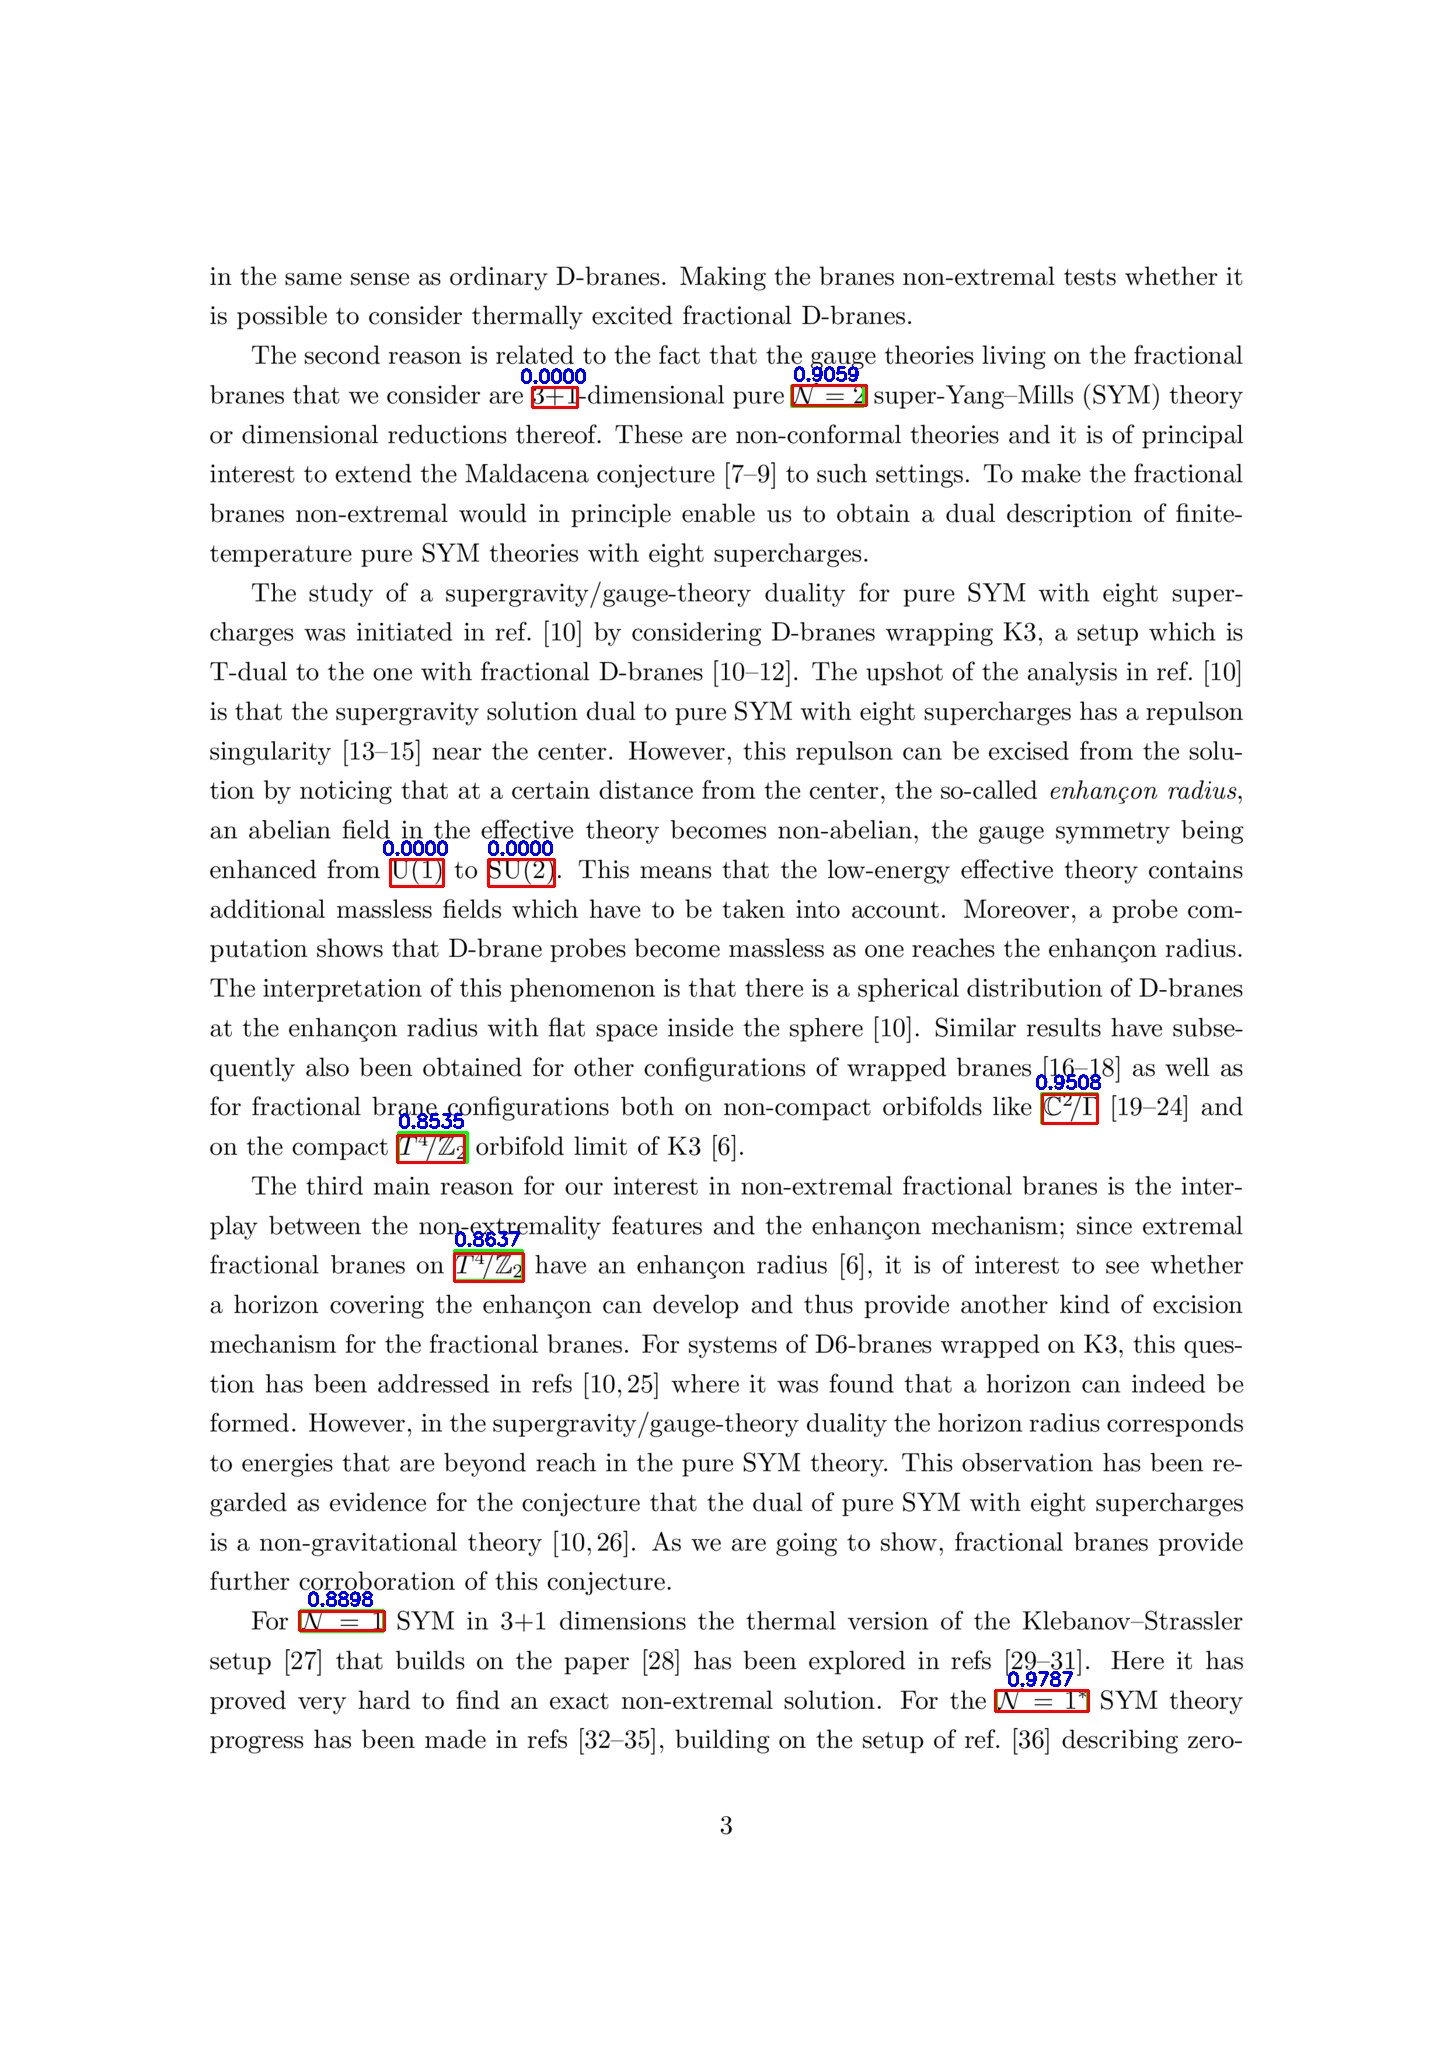 in the same sense as ordinary D-branes. Making the branes non-extremal tests whether it
is possible to consider thermally excited fractional D-branes.
The second reason is related to the fact that the gauge theories living on the fractional
0.0000 0.9059
branes that we consider are 3+1-dimensional pure N = 2 super-Yang–Mills (SYM) theory
or dimensional reductions thereof. These are non-conformal theories and it is of principal
interest to extend the Maldacena conjecture [7–9] to such settings. To make the fractional
branes non-extremal would in principle enable us to obtain a dual description of finite-
temperature pure SYM theories with eight supercharges.
The study of a supergravity/gauge-theory duality for pure SYM with eight super-
charges was initiated in ref. [10] by considering D-branes wrapping K3, a setup which is
T-dual to the one with fractional D-branes [10–12]. The upshot of the analysis in ref. [10]
is that the supergravity solution dual to pure SYM with eight supercharges has a repulson
singularity [13–15] near the center. However, this repulson can be excised from the solu-
tion by noticing that at a certain distance from the center, the so-called enhançon radius,
an abelian field in the effective theory becomes non-abelian, the gauge symmetry being
0.0000 0.0000
enhanced from U(1) to SU(2). This means that the low-energy effective theory contains
additional massless fields which have to be taken into account. Moreover, a probe com-
putation shows that D-brane probes become massless as one reaches the enhançon radius.
The interpretation of this phenomenon is that there is a spherical distribution of D-branes
at the enhançon radius with flat space inside the sphere [10]. Similar results have subse-
quently also been obtained for other configurations of wrapped branes [16–18] as well as
0.9508
for fractional brane configurations both on non-compact orbifolds like ℂ²/Γ [19–24] and
0.8535
on the compact T⁴/ℤ₂ orbifold limit of K3 [6].
The third main reason for our interest in non-extremal fractional branes is the inter-
play between the non-extremality features and the enhançon mechanism; since extremal
0.8637
fractional branes on T⁴/ℤ₂ have an enhançon radius [6], it is of interest to see whether
a horizon covering the enhançon can develop and thus provide another kind of excision
mechanism for the fractional branes. For systems of D6-branes wrapped on K3, this ques-
tion has been addressed in refs [10, 25] where it was found that a horizon can indeed be
formed. However, in the supergravity/gauge-theory duality the horizon radius corresponds
to energies that are beyond reach in the pure SYM theory. This observation has been re-
garded as evidence for the conjecture that the dual of pure SYM with eight supercharges
is a non-gravitational theory [10, 26]. As we are going to show, fractional branes provide
further corroboration of this conjecture.
0.8898
For N = 1 SYM in 3+1 dimensions the thermal version of the Klebanov–Strassler
setup [27] that builds on the paper [28] has been explored in refs [29–31]. Here it has
0.9787
proved very hard to find an exact non-extremal solution. For the N = 1* SYM theory
progress has been made in refs [32–35], building on the setup of ref. [36] describing zero-
3